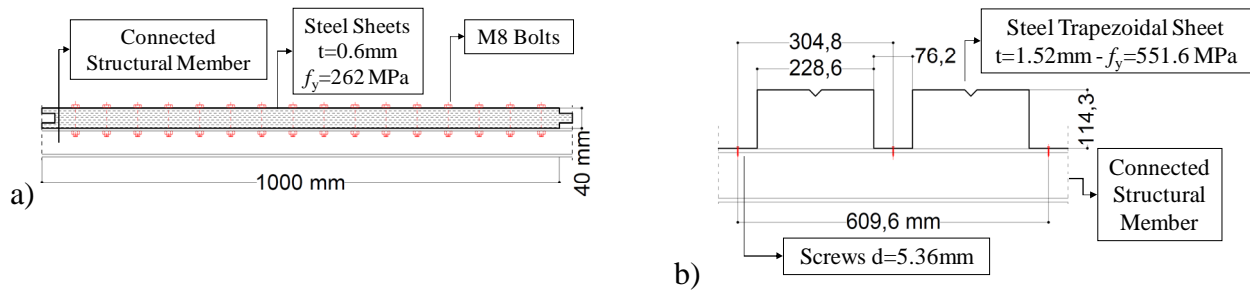 Connected
Structural Member
Steel Sheets
t=0.6mm
fy=262 MPa
M8 Bolts
1000 mm
40 mm
a)
Steel Trapezoidal Sheet
t=1.52mm - fy=551.6 MPa
304,8
228,6
76,2
114,3
609,6 mm
Connected
Structural
Member
Screws d=5.36mm
b)